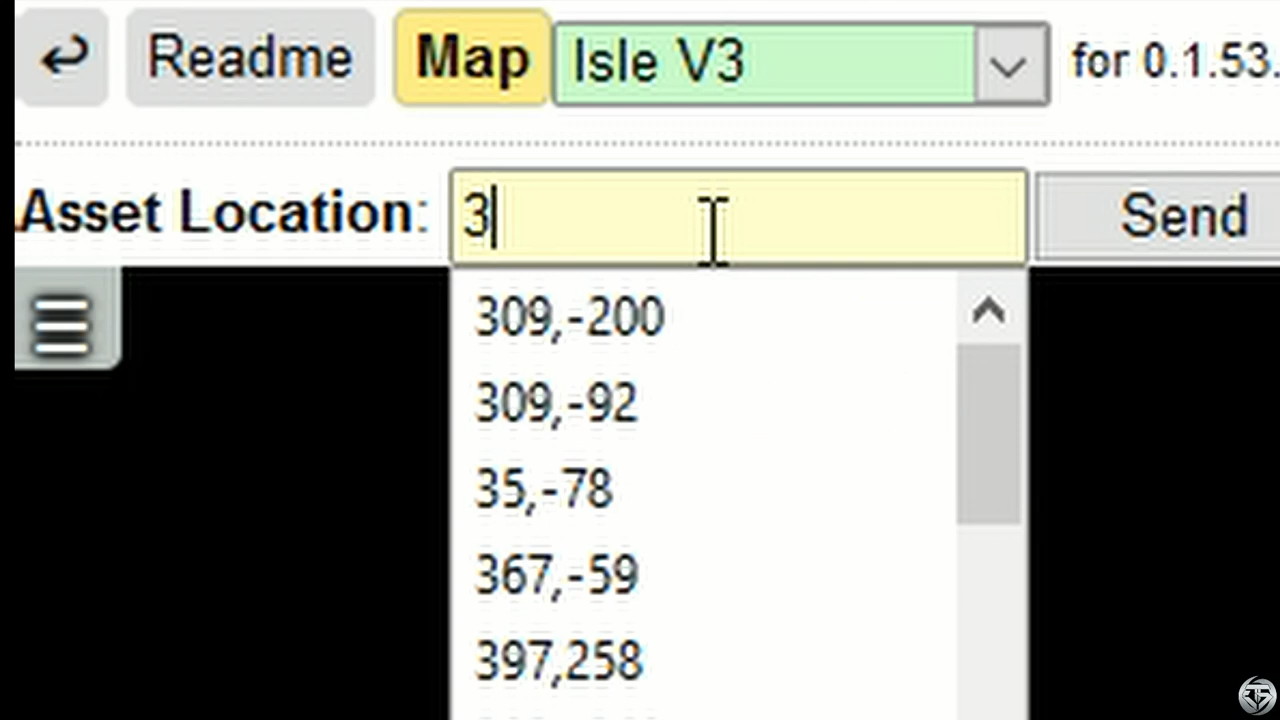 Readme Map Isle V3 for 0.1.53.
Asset Location: 3 Send
309,-200
309,-92
35,-78
367,-59
397,258